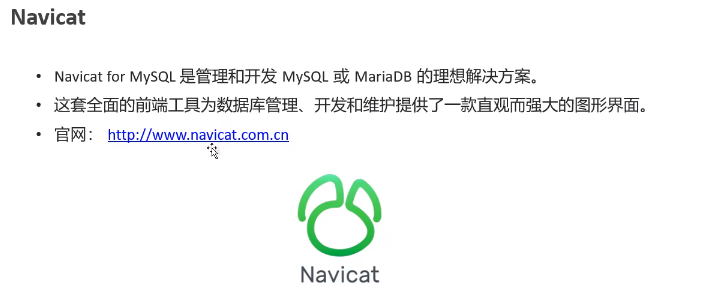 Navicat
• Navicat for MySQL 是管理和开发 MySQL 或 MariaDB 的理想解决方案。
• 这套全面的前端工具为数据库管理、开发和维护提供了一款直观而强大的图形界面。
• 官网： http://www.navicat.com.cn
Navicat